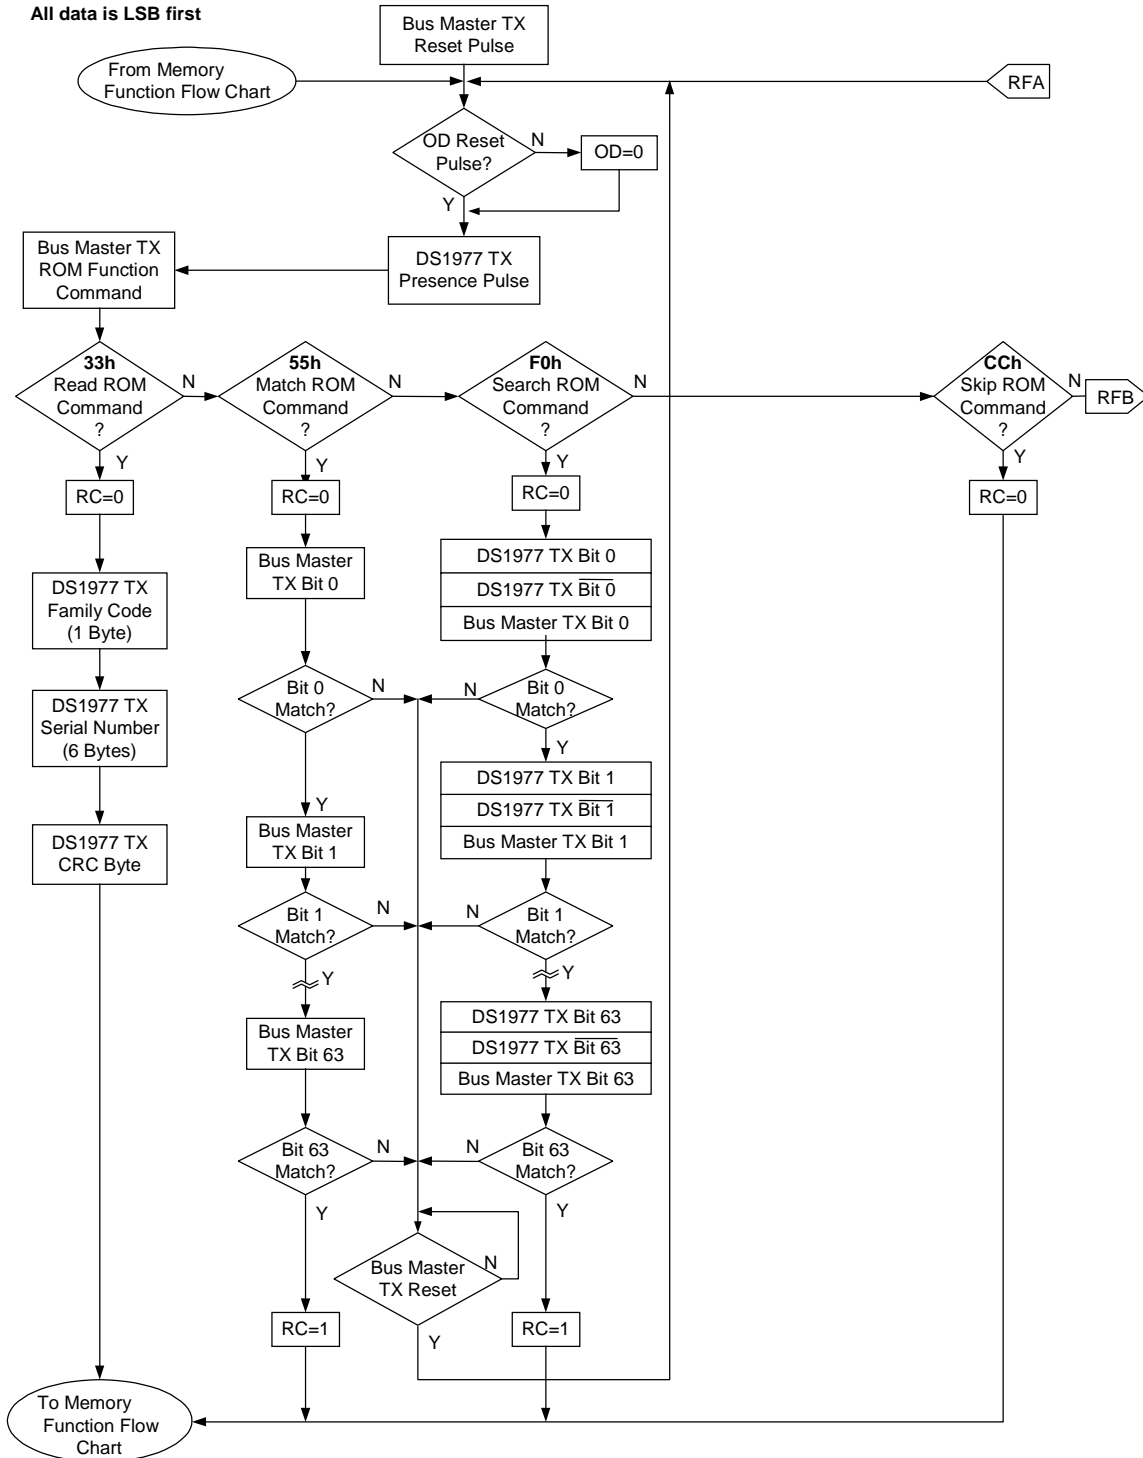 All data is LSB first
Bus Master TX
Reset Pulse
From Memory
Function Flow Chart
RFA
OD Reset
Pulse?
N
OD=0
Y
Bus Master TX
ROM Function
Command
DS1977 TX
Presence Pulse
33h
Read ROM
Command
?
N
Y
55h
Match ROM
Command
?
N
Y
F0h
Search ROM
Command
?
N
Y
CCh
Skip ROM
Command
?
N
Y
RFB
RC=0
RC=0
RC=0
RC=0
DS1977 TX
Family Code
(1 Byte)
DS1977 TX
Serial Number
(6 Bytes)
DS1977 TX
CRC Byte
Bus Master
TX Bit 0
Bit 0
Match?
N
Y
Bus Master
TX Bit 1
Bit 1
Match?
N
Y
Bus Master
TX Bit 63
Bit 63
Match?
N
Y
RC=1
DS1977 TX Bit 0
DS1977 TX B̅i̅t̅ ̅0̅
Bus Master TX Bit 0
N
Bit 0
Match?
Y
DS1977 TX Bit 1
DS1977 TX B̅i̅t̅ ̅1̅
Bus Master TX Bit 1
N
Bit 1
Match?
Y
DS1977 TX Bit 63
DS1977 TX B̅i̅t̅ ̅6̅3̅
Bus Master TX Bit 63
N
Bit 63
Match?
Y
RC=1
Bus Master
TX Reset
N
Y
To Memory
Function Flow
Chart